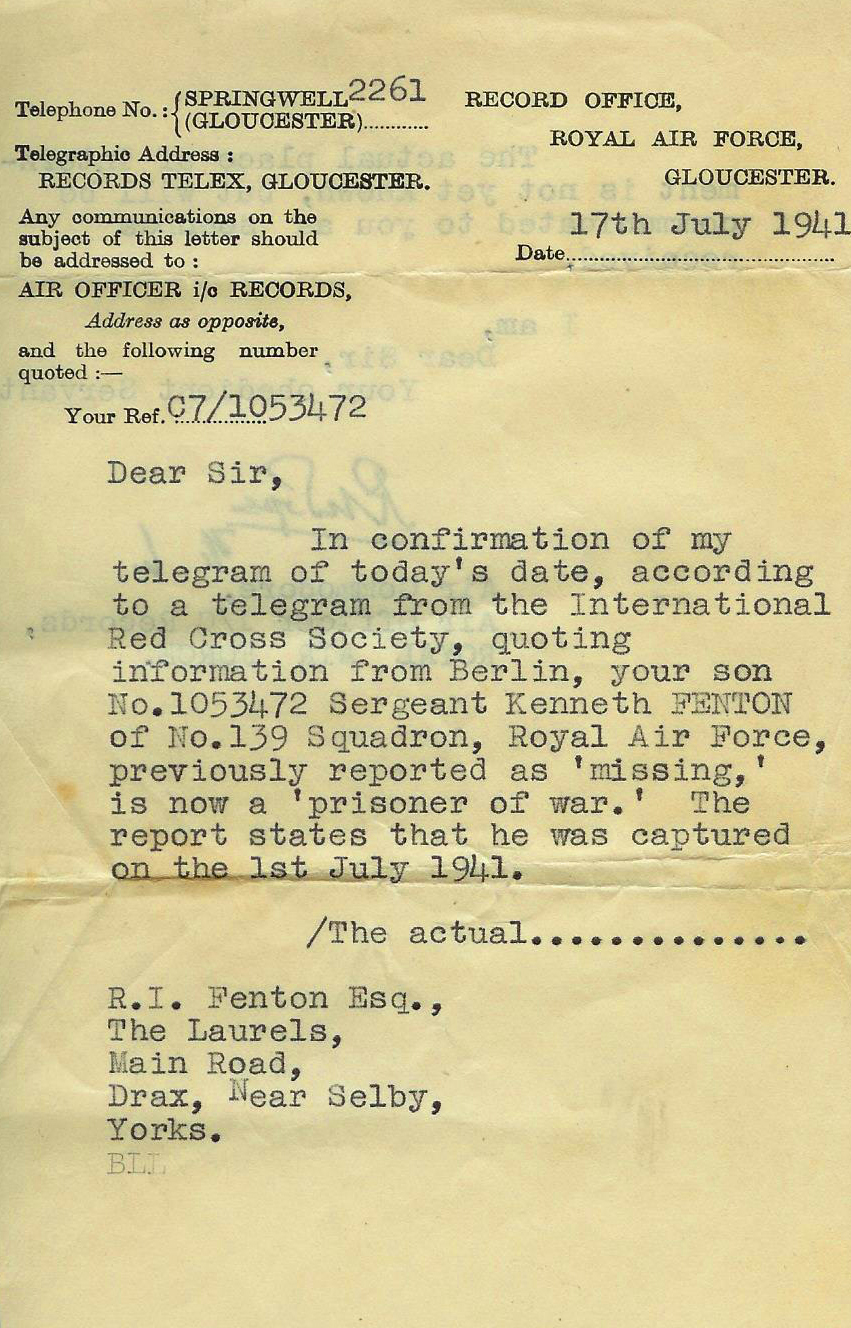 Telephone No. : { SPRINGWELL 2261
(GLOUCESTER)............
Telegraphic Address :
RECORDS TELEX, GLOUCESTER.
Any communications on the
subject of this letter should
be addressed to :
AIR OFFICER i/c RECORDS,
Address as opposite,
and the following number
quoted :—
Your Ref. C7/1053472
RECORD OFFICE,
ROYAL AIR FORCE,
GLOUCESTER.
17th July 1941
Date................................................
Dear Sir,
In confirmation of my
telegram of today's date, according
to a telegram from the International
Red Cross Society, quoting
information from Berlin, your son
No.1053472 Sergeant Kenneth FENTON
of No.139 Squadron, Royal Air Force,
previously reported as 'missing,'
is now a 'prisoner of war.' The
report states that he was captured
on the 1st July 1941.
/The actual..............
R.I. Fenton Esq.,
The Laurels,
Main Road,
Drax, Near Selby,
Yorks.
BLL